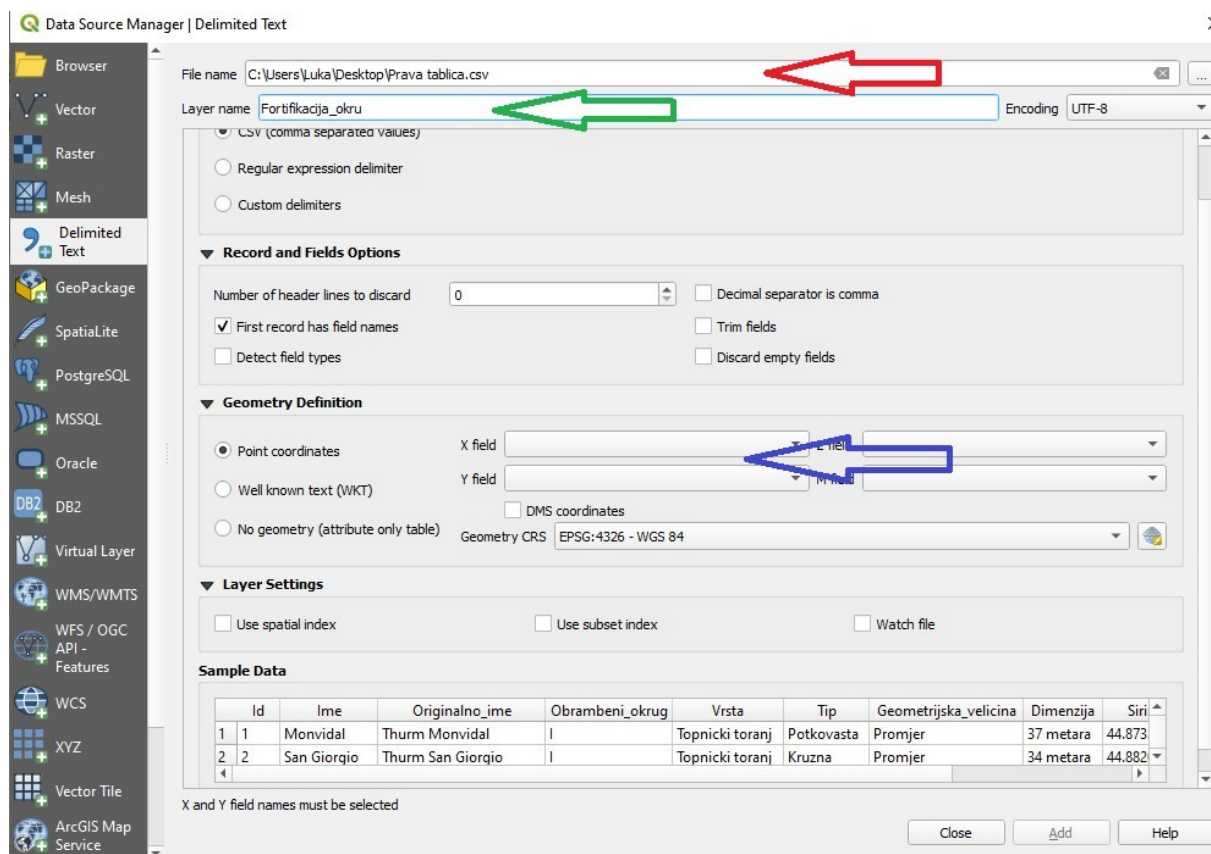 Data Source Manager | Delimited Text
Browser
Vector
Raster
Mesh
Delimited
Text
GeoPackage
SpatiaLite
PostgreSQL
MSSQL
Oracle
DB2
DB2
Virtual Layer
WMS/WMTS
WFS / OGC
API -
Features
WCS
XYZ
Vector Tile
ArcGIS Map
Service
File name C:\Users\Luka\Desktop\Prava tablica.csv ...
Layer name Fortifikacija_okru Encoding UTF-8
CSV (comma separated values)
Regular expression delimiter
Custom delimiters
Record and Fields Options
Number of header lines to discard 0 Decimal separator is comma
First record has field names Trim fields
Detect field types Discard empty fields
Geometry Definition
Point coordinates X field field
Well known text (WKT) Y field field
DMS coordinates
No geometry (attribute only table) Geometry CRS EPSG:4326 - WGS 84
Layer Settings
Use spatial index Use subset index Watch file
Sample Data
Id Ime Originalno_ime Obrambeni_okrug Vrsta Tip Geometrijska_velicina Dimenzija Siri
1 1 Monvidal Thurm Monvidal I Topnicki toranj Potkovasta Promjer 37 metara 44.873
2 2 San Giorgio Thurm San Giorgio I Topnicki toranj Kruzna Promjer 34 metara 44.882
X and Y field names must be selected
Close Add Help